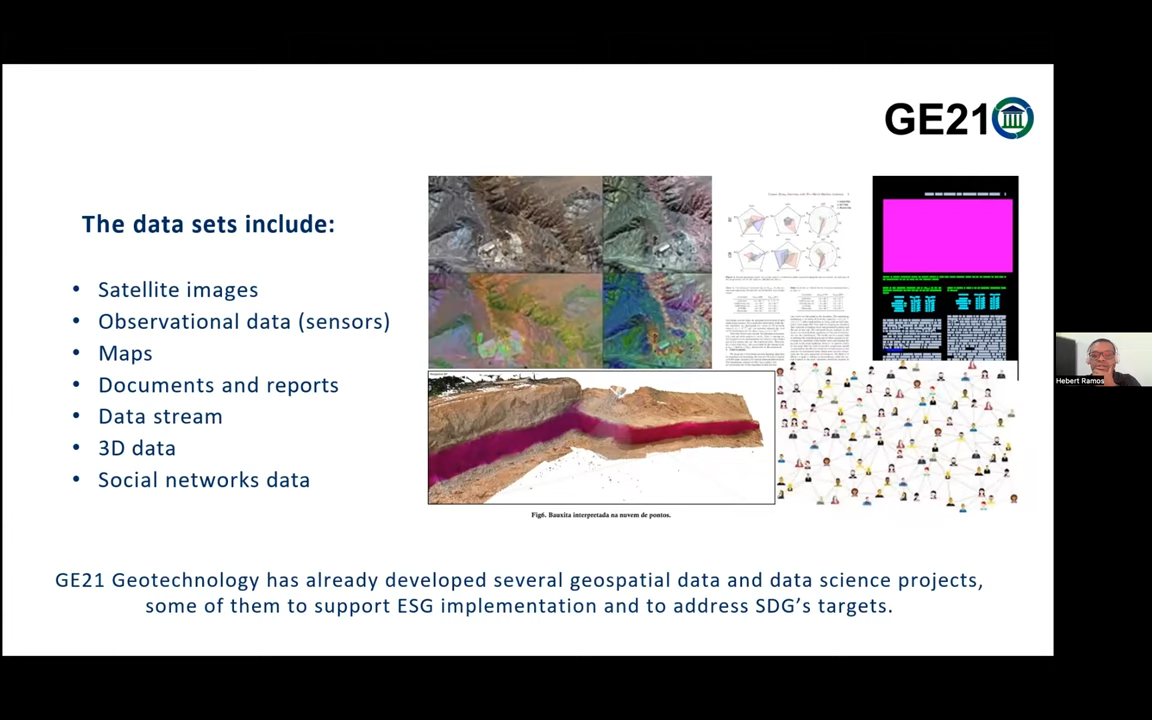 GE21
The data sets include:
• Satellite images
• Observational data (sensors)
• Maps
• Documents and reports
• Data stream
• 3D data
• Social networks data
Fig6. Bauxita interpretada na nuvem de pontos.
GE21 Geotechnology has already developed several geospatial data and data science projects,
some of them to support ESG implementation and to address SDG's targets.
Hebert Ramos